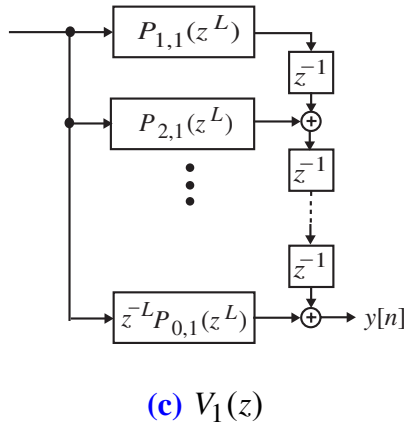 P₁,₁(z^L)
z⁻¹
P₂,₁(z^L)
+
z⁻¹
z⁻¹
z^{-L}P₀,₁(z^L)
+
y[n]
(c) V₁(z)